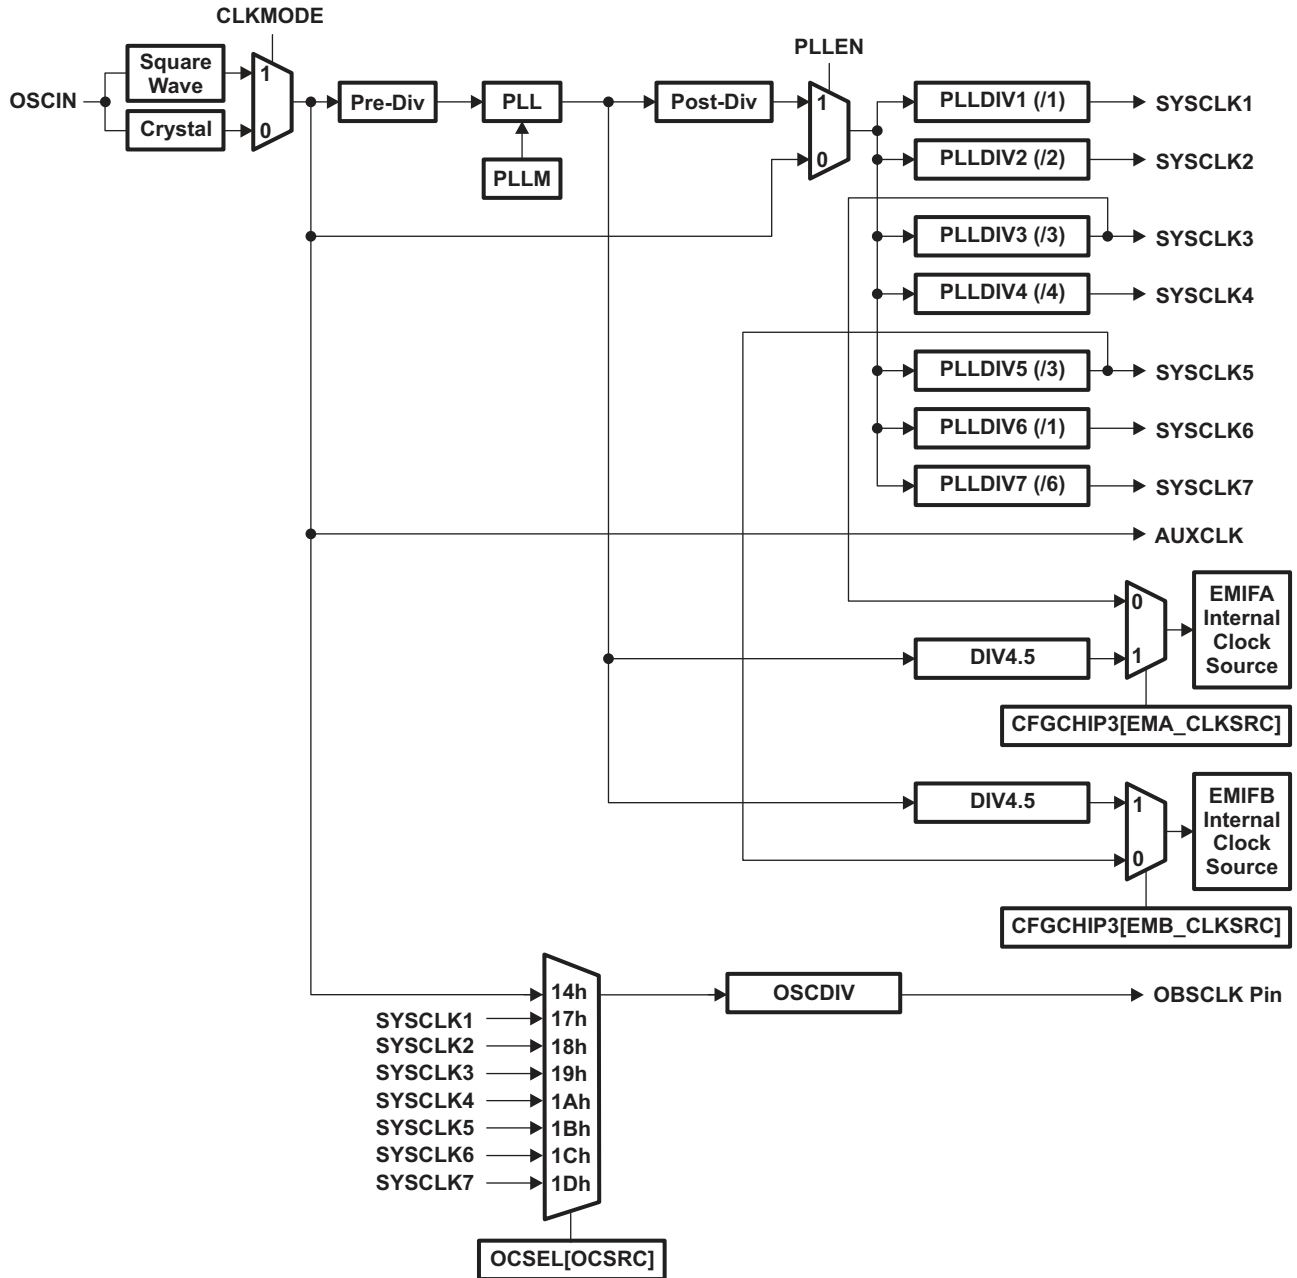 CLKMODE
OSCIN
Square
Wave
Crystal
1
0
Pre-Div
PLL
PLLM
Post-Div
PLLEN
1
0
PLLDIV1 (/1)
SYSCLK1
PLLDIV2 (/2)
SYSCLK2
PLLDIV3 (/3)
SYSCLK3
PLLDIV4 (/4)
SYSCLK4
PLLDIV5 (/3)
SYSCLK5
PLLDIV6 (/1)
SYSCLK6
PLLDIV7 (/6)
SYSCLK7
AUXCLK
DIV4.5
0
1
EMIFA
Internal
Clock
Source
CFGCHIP3[EMA_CLKSRC]
DIV4.5
1
0
EMIFB
Internal
Clock
Source
CFGCHIP3[EMB_CLKSRC]
14h
SYSCLK1
17h
SYSCLK2
18h
SYSCLK3
19h
SYSCLK4
1Ah
SYSCLK5
1Bh
SYSCLK6
1Ch
SYSCLK7
1Dh
OCSEL[OCSRC]
OSCDIV
OBSCLK Pin